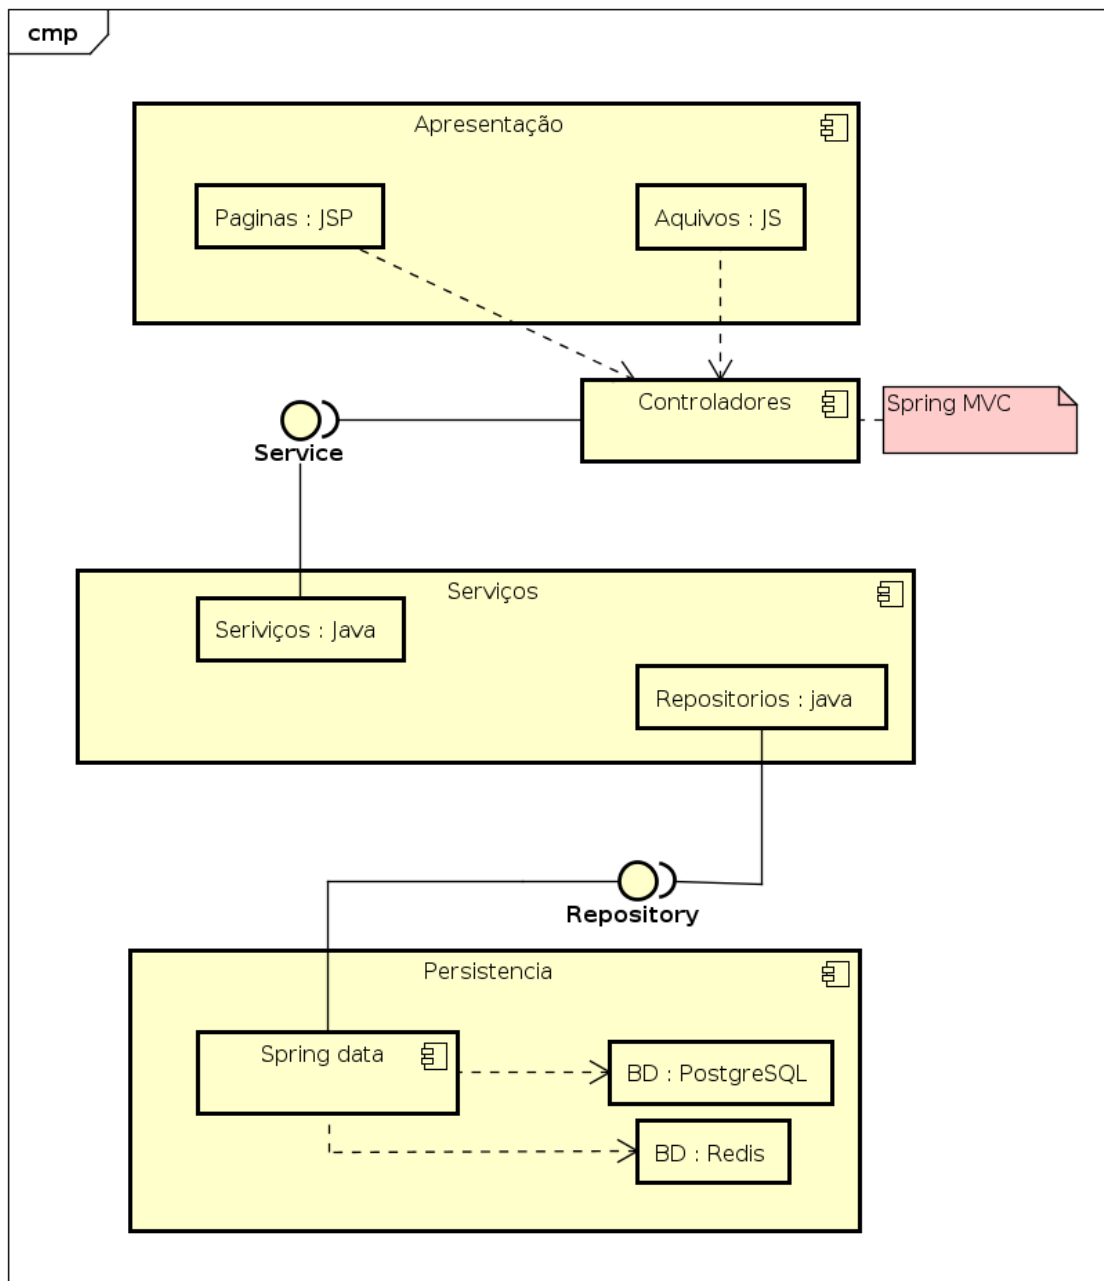 cmp
Apresentação
Paginas : JSP
Aquivos : JS
Controladores
Spring MVC
Service
Serviços
Seriviços : Java
Repositorios : java
Repository
Persistencia
Spring data
BD : PostgreSQL
BD : Redis